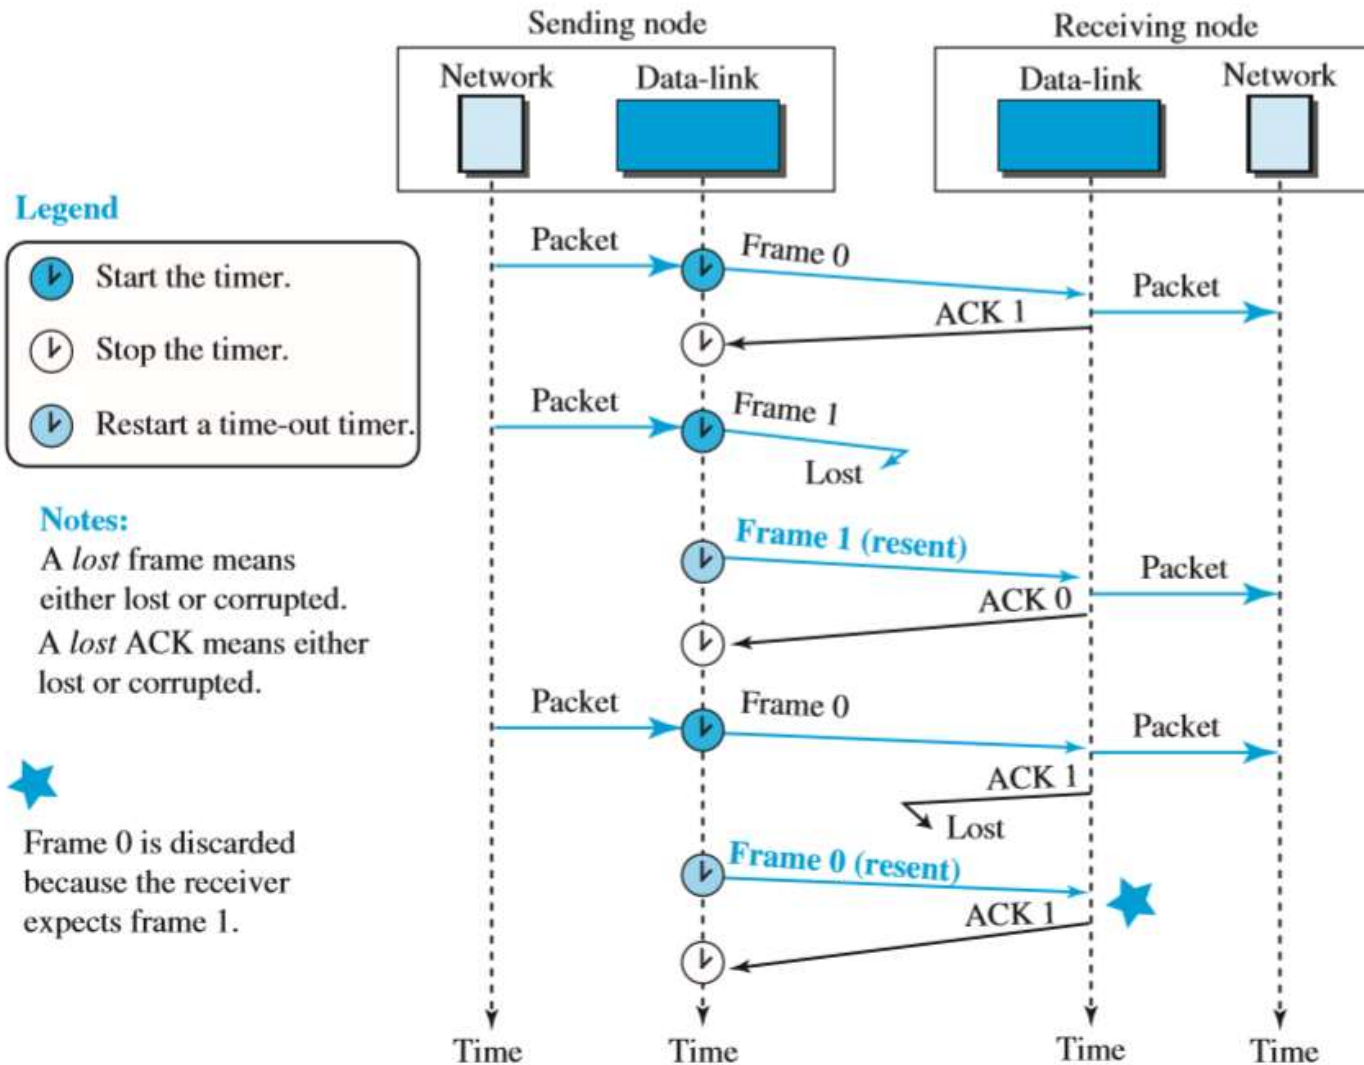 Sending node
Receiving node
Network
Data-link
Data-link
Network
Legend
Start the timer.
Stop the timer.
Restart a time-out timer.
Notes:
A lost frame means
either lost or corrupted.
A lost ACK means either
lost or corrupted.
Frame 0 is discarded
because the receiver
expects frame 1.
Packet
Frame 0
Packet
ACK 1
Packet
Frame 1
Lost
Frame 1 (resent)
Packet
ACK 0
Packet
Frame 0
Packet
ACK 1
Lost
Frame 0 (resent)
ACK 1
Time
Time
Time
Time